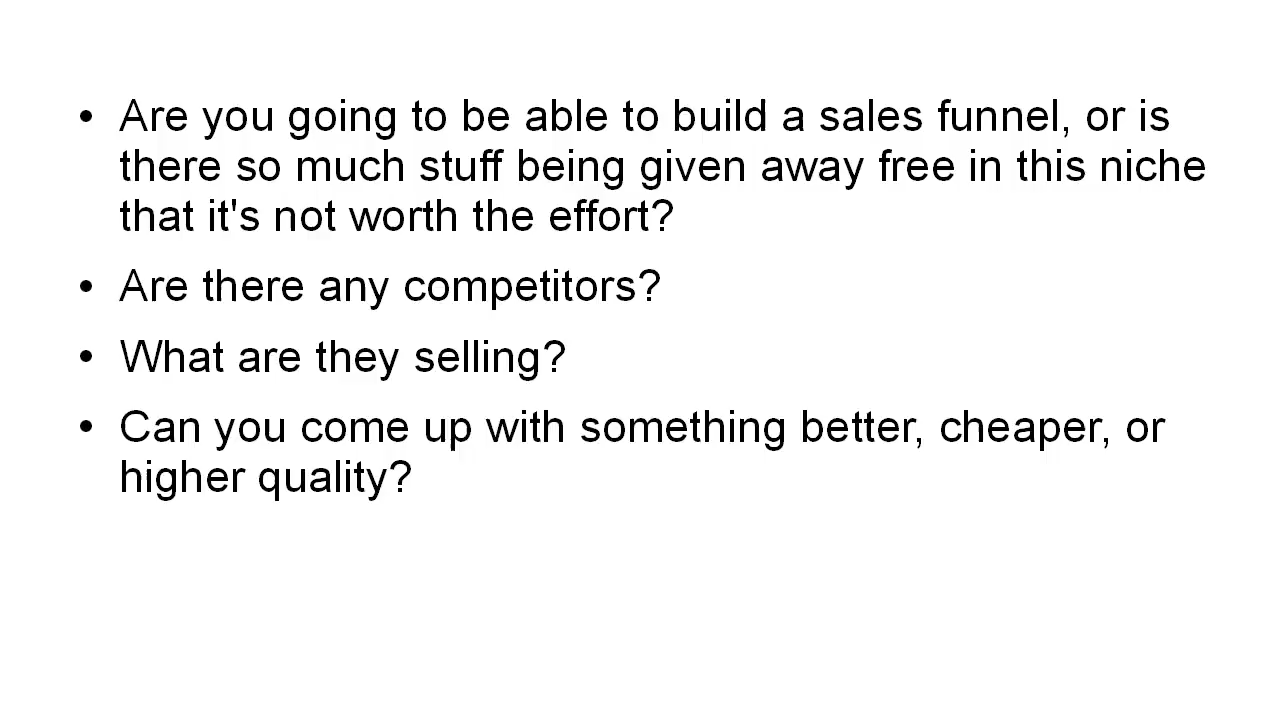 • Are you going to be able to build a sales funnel, or is
there so much stuff being given away free in this niche
that it's not worth the effort?
• Are there any competitors?
• What are they selling?
• Can you come up with something better, cheaper, or
higher quality?